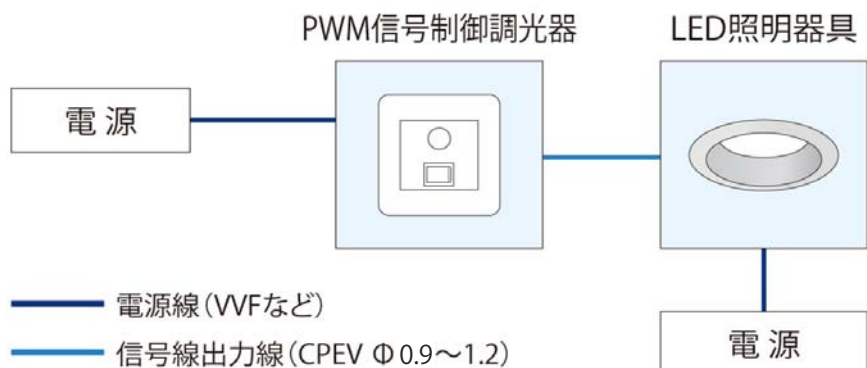 PWM信号制御調光器
LED照明器具
電源
電源線(VVFなど)
信号線出力線(CPEV Φ0.9～1.2)
電源